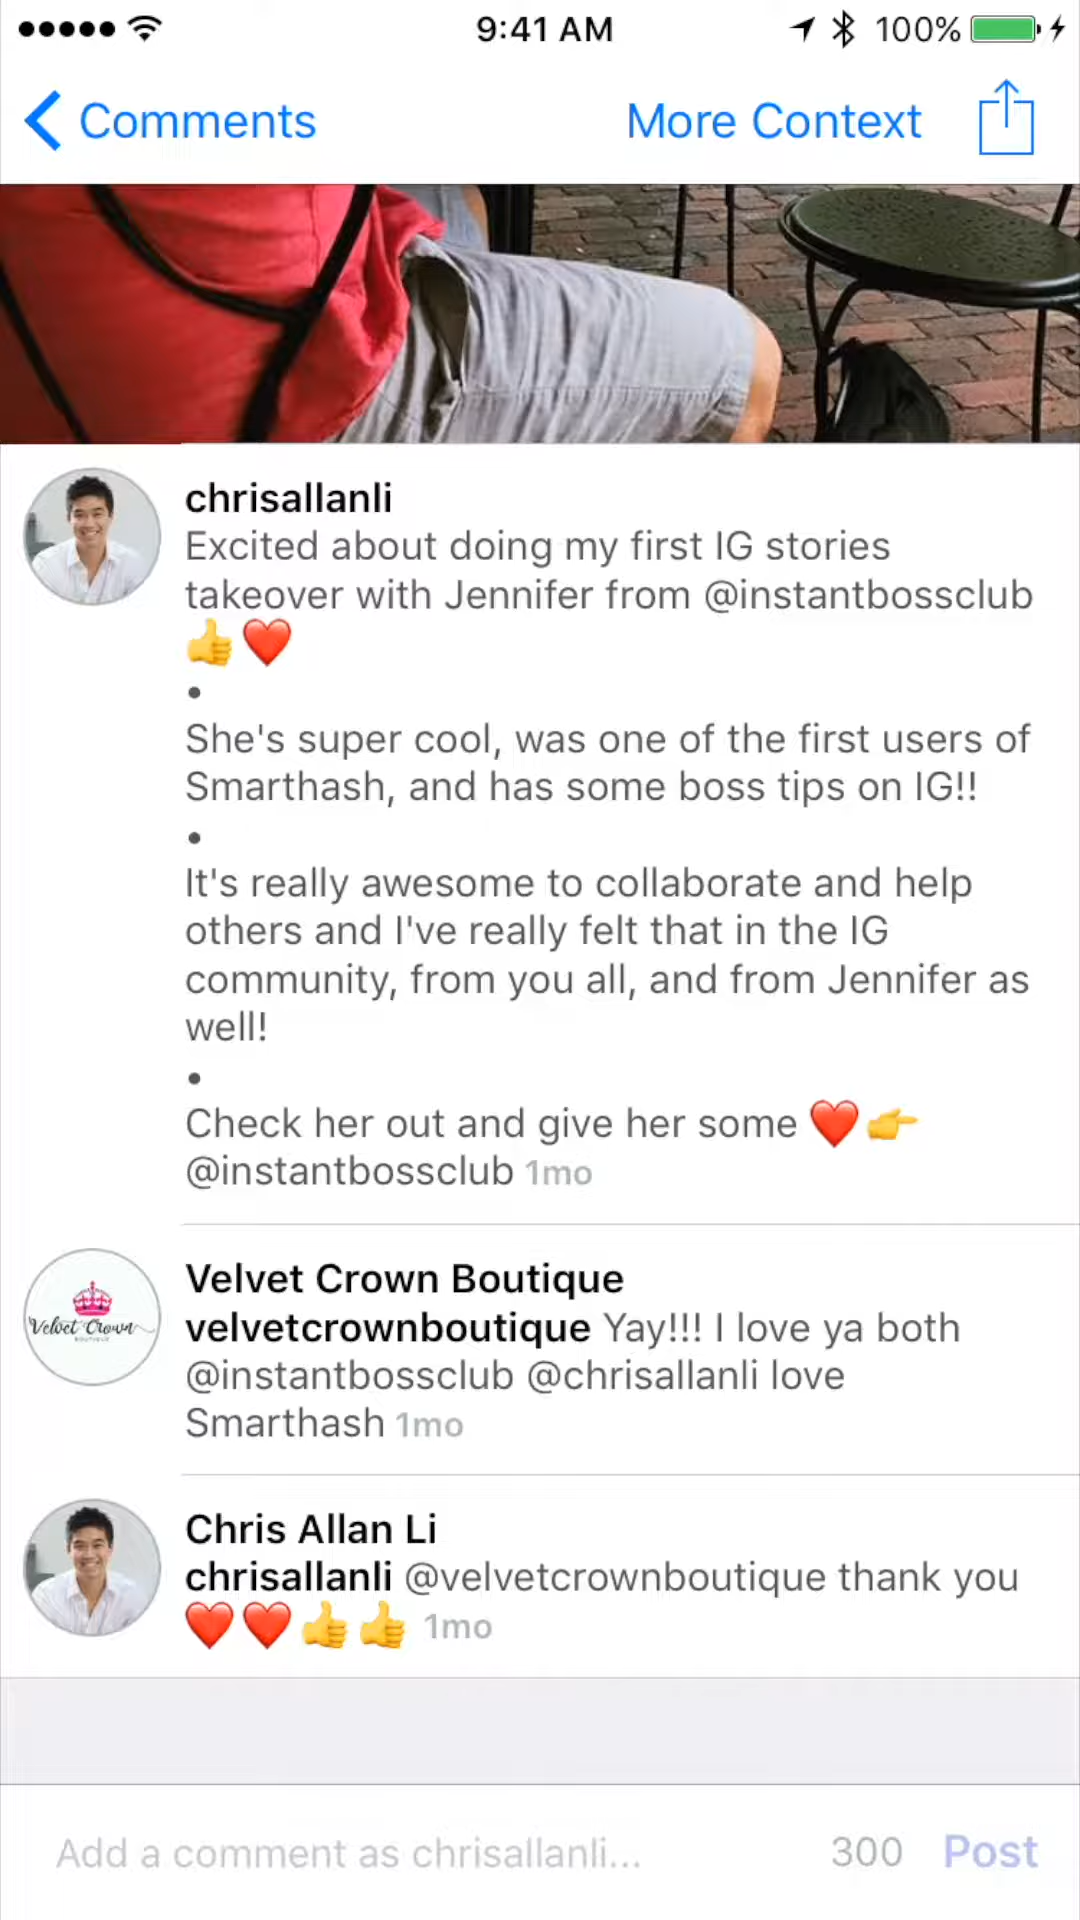 9:41 AM
100%
Comments
More Context
chrisallanli
Excited about doing my first IG stories
takeover with Jennifer from @instantbossclub
👍❤️
•
She's super cool, was one of the first users of
Smarthash, and has some boss tips on IG!!
•
It's really awesome to collaborate and help
others and I've really felt that in the IG
community, from you all, and from Jennifer as
well!
•
Check her out and give her some ❤️👉
@instantbossclub 1mo
Velvet Crown
Velvet Crown Boutique
velvetcrownboutique Yay!!! I love ya both
@instantbossclub @chrisallanli love
Smarthash 1mo
Chris Allan Li
chrisallanli @velvetcrownboutique thank you
❤️❤️👍👍 1mo
Add a comment as chrisallanli...
300
Post